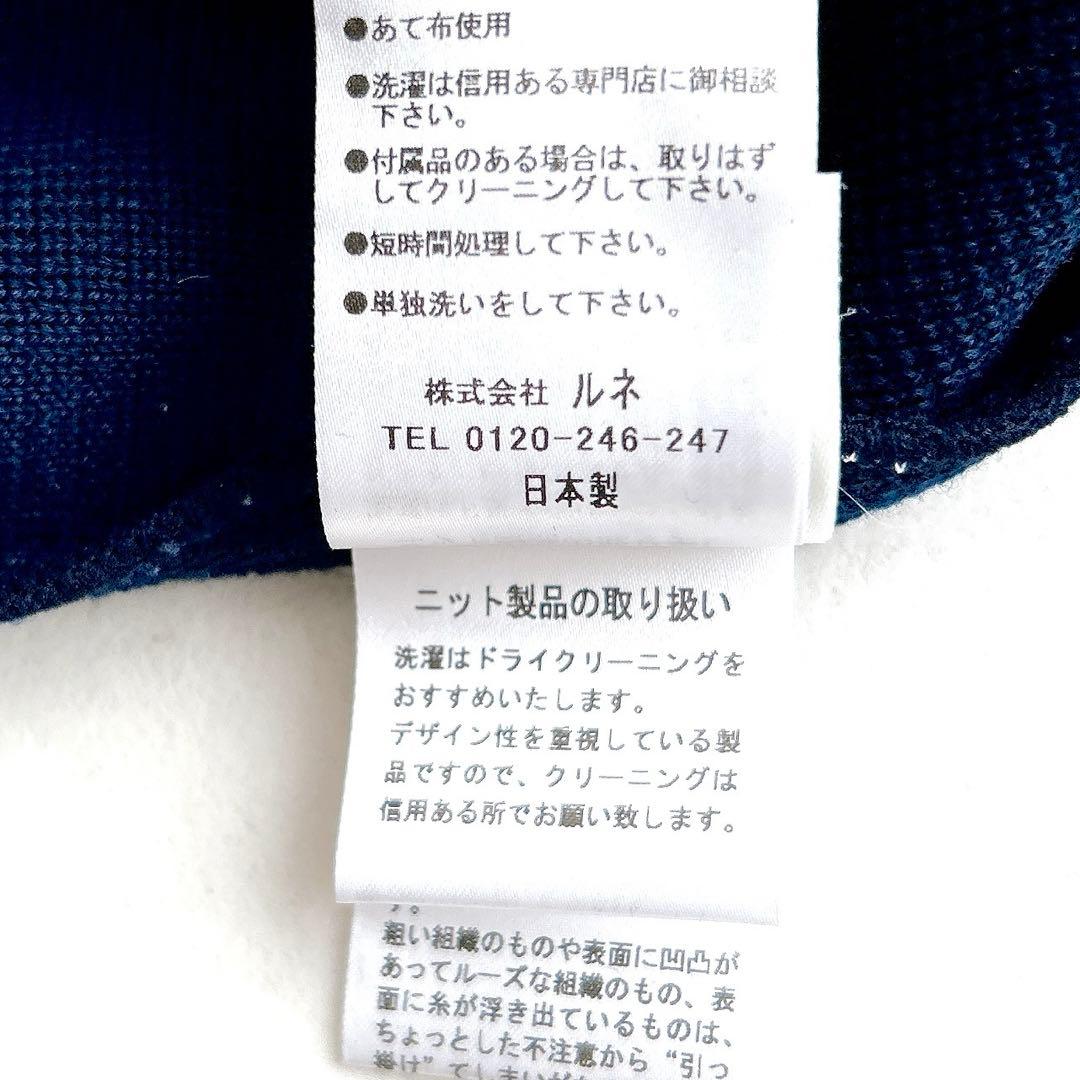 ●あて布使用
●洗濯は信用ある専門店に御相談
下さい。
●付属品のある場合は、取りはず
してクリーニングして下さい。
●短時間処理して下さい。
●単独洗いをして下さい。
株式会社 ルネ
TEL 0120-246-247
日本製
ニット製品の取り扱い
洗濯はドライクリーニングを
おすすめいたします。
デザイン性を重視している製
品ですので、クリーニングは
信用ある所でお願い致します。
す。
粗い組織のものや表面に凹凸が
あってルーズな組織のもの、表
面に糸が浮き出ているものは、
ちょっとした不注意から“引っ
掛け”てしまい